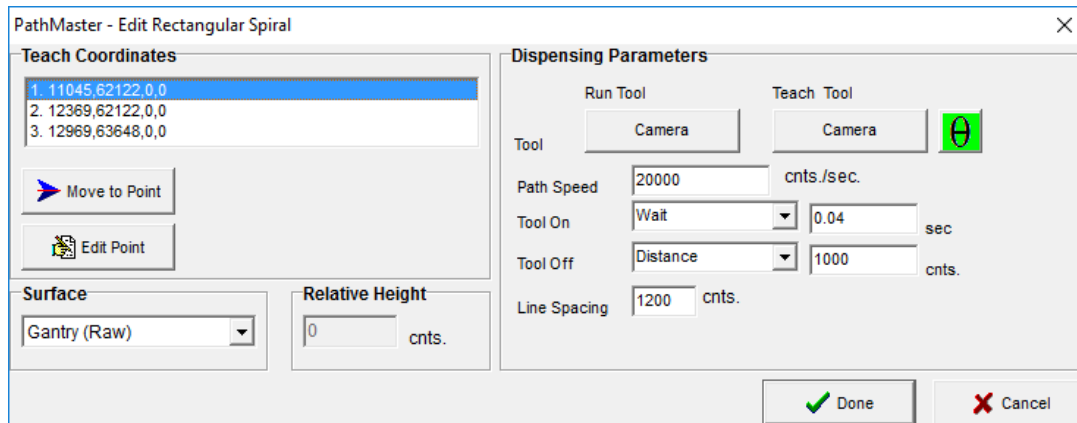 PathMaster - Edit Rectangular Spiral
Teach Coordinates
1. 11045,62122,0,0
2. 12369,62122,0,0
3. 12969,63648,0,0
Move to Point
Edit Point
Surface
Gantry (Raw)
Relative Height
0 cnts.
Dispensing Parameters
Run Tool Teach Tool
Tool Camera Camera θ
Path Speed 20000 cnts./sec.
Tool On Wait 0.04 sec
Tool Off Distance 1000 cnts.
Line Spacing 1200 cnts.
Done Cancel